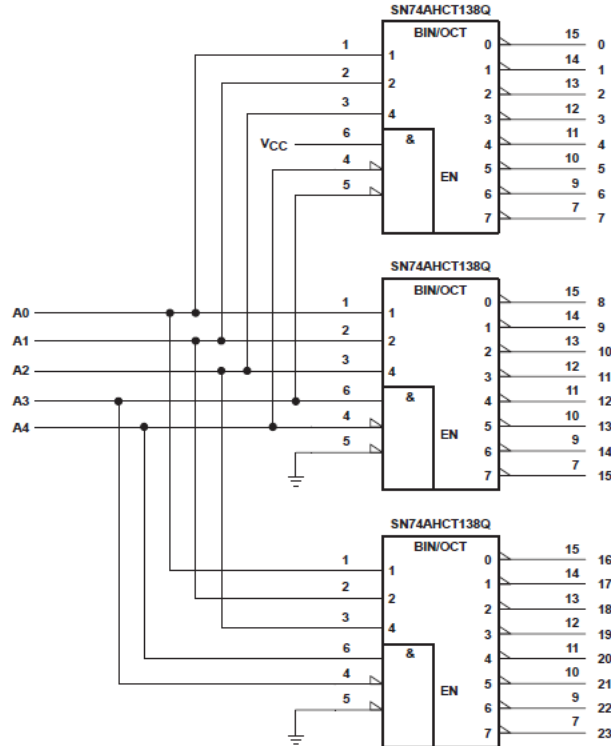 SN74AHCT138Q
BIN/OCT
1 1 0 15 0
1 14 1
2 2 2 13 2
3 4 3 12 3
VCC 6 & 4 11 4
4 5 10 5
5 EN 6 9 6
7 7 7
SN74AHCT138Q
BIN/OCT
A0 1 1 0 15 8
1 14 9
A1 2 2 2 13 10
A2 3 4 3 12 11
A3 6 & 4 11 12
A4 4 5 10 13
5 EN 6 9 14
7 7 15
SN74AHCT138Q
BIN/OCT
1 1 0 15 16
1 14 17
2 2 2 13 18
3 4 3 12 19
6 & 4 11 20
4 5 10 21
5 EN 6 9 22
7 7 23